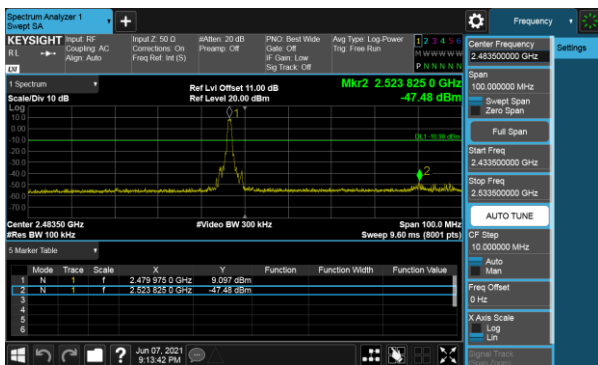 Spectrum Analyzer 1
Swept SA
+
Frequency
KEYSIGHT Input: RF Input Z: 50 Ω #Atten: 20 dB PNO: Best Wide Avg Type: Log-Power 1 2 3 4 5 6
RL Coupling: AC Corrections: On Preamp: Off Gate: Off Trig: Free Run M W W W W W
Align: Auto Freq Ref: Int (S) IF Gain: Low
LXI Sig Track: Off P N N N N N
Center Frequency
2.483500000 GHz
Settings
Span
100.000000 MHz
Swept Span
Zero Span
Full Span
Start Freq
2.433500000 GHz
Stop Freq
2.533500000 GHz
AUTO TUNE
CF Step
10.000000 MHz
Auto
Man
Freq Offset
0 Hz
X Axis Scale
Log
Lin
Signal Track
1 Spectrum
Ref Lvl Offset 11.00 dB Mkr2 2.523 825 0 GHz
Scale/Div 10 dB Ref Level 20.00 dBm -47.48 dBm
Log
10.0
0.00
-10.0
-20.0
-30.0
-40.0
-50.0
-60.0
-70.0
1
DL1 -10.90 dBm
2
Center 2.48350 GHz #Video BW 300 kHz Span 100.0 MHz
#Res BW 100 kHz Sweep 9.60 ms (8001 pts)
5 Marker Table
Mode Trace Scale X Y Function Function Width Function Value
1 N 1 f 2.479 975 0 GHz 9.097 dBm
2 N 1 f 2.523 825 0 GHz -47.48 dBm
3
4
5
6
? Jun 07, 2021
9:13:42 PM